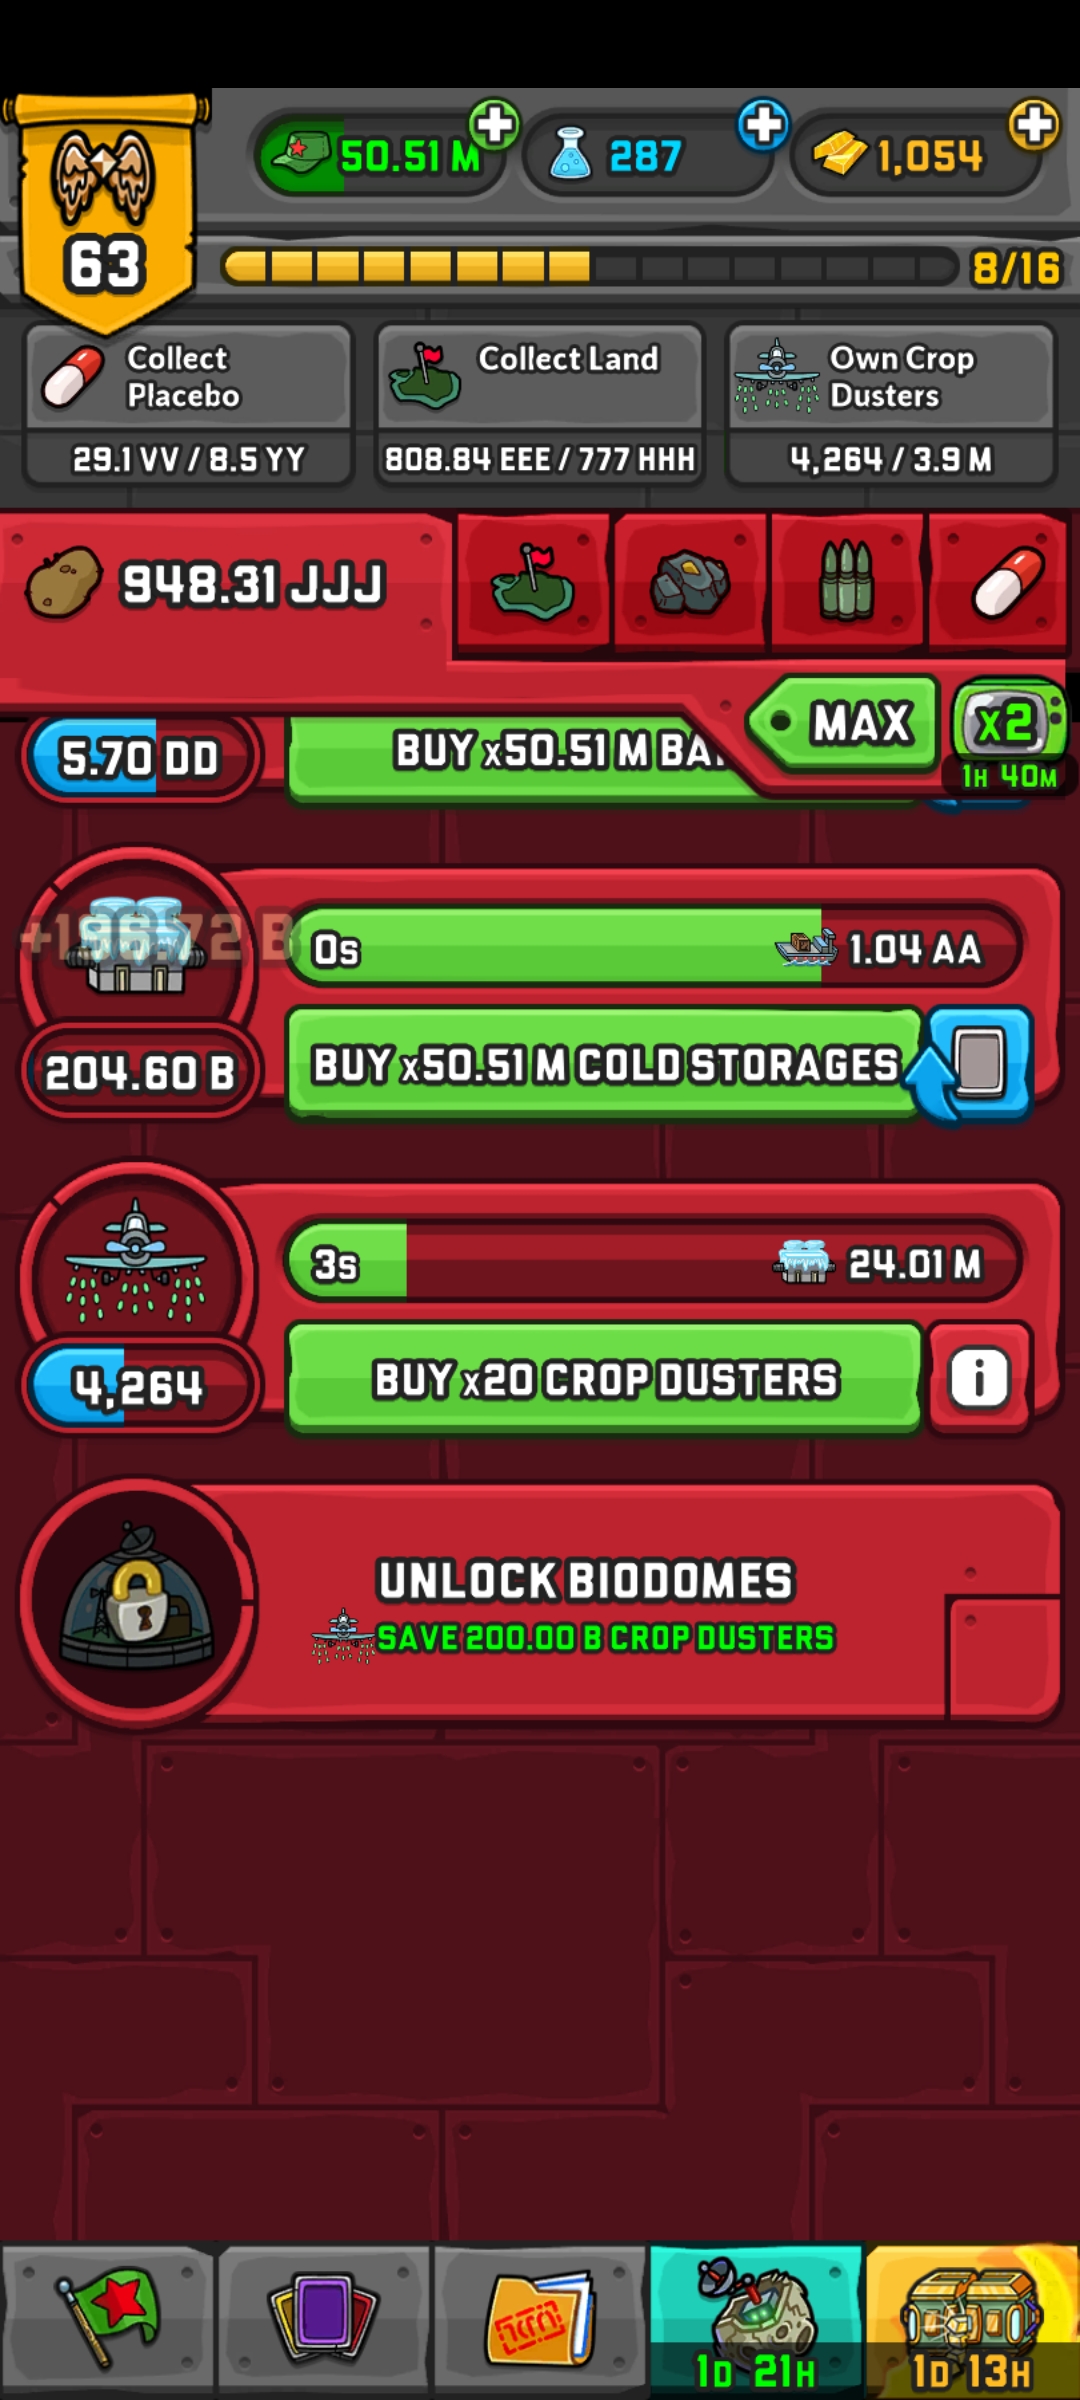 50.51 M
287
1,054
63
8/16
Collect
Placebo
29.1 VV / 8.5 YY
Collect Land
808.84 EEE / 777 HHH
Own Crop
Dusters
4,264 / 3.9 M
948.31 JJJ
MAX
x2
1H 40M
5.70 DD
BUY x50.51 M BA
+196.72 B
0s
1.04 AA
204.60 B
BUY x50.51 M COLD STORAGES
3s
24.01 M
4,264
BUY x20 CROP DUSTERS
i
UNLOCK BIODOMES
SAVE 200.00 B CROP DUSTERS
1D 21H
1D 13H